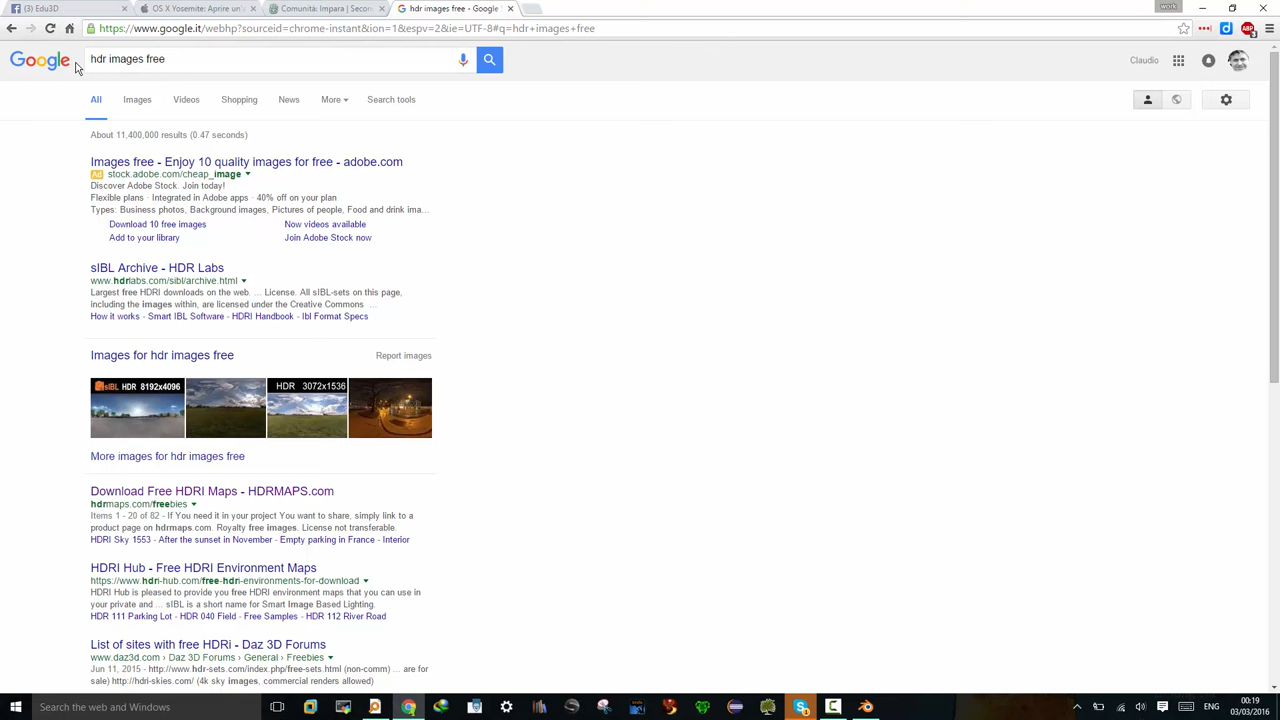 Edu3D
OS X Yosemite: Aprire un'
Comunità: Impara | Secon
hdr images free - Google
work
https://www.google.it/webhp?sourceid=chrome-instant&ion=1&espv=2&ie=UTF-8#q=hdr+images+free
Google
hdr images free
Claudio
All Images Videos Shopping News More Search tools
About 11,400,000 results (0.47 seconds)
Images free - Enjoy 10 quality images for free - adobe.com
Ad stock.adobe.com/cheap_image
Discover Adobe Stock. Join today!
Flexible plans · Integrated in Adobe apps · 40% off on your plan
Types: Business photos, Background images, Pictures of people, Food and drink ima…
Download 10 free images Now videos available
Add to your library Join Adobe Stock now
sIBL Archive - HDR Labs
www.hdrlabs.com/sibl/archive.html
Largest free HDRI downloads on the web. ... License. All sIBL-sets on this page,
including the images within, are licensed under the Creative Commons ...
How it works - Smart IBL Software - HDRI Handbook - Ibl Format Specs
Images for hdr images free Report images
sIBL HDR 8192x4096
HDR 3072x1536
More images for hdr images free
Download Free HDRI Maps - HDRMAPS.com
hdrmaps.com/freebies
Items 1 - 20 of 82 - If You need it in your project You want to share, simply link to a
product page on hdrmaps.com. Royalty free images. License not transferable.
HDRI Sky 1553 - After the sunset in November - Empty parking in France - Interior
HDRI Hub - Free HDRI Environment Maps
https://www.hdri-hub.com/free-hdri-environments-for-download
HDRI Hub is pleased to provide you free HDRI environment maps that you can use in
your private and ... sIBL is a short name for Smart Image Based Lighting.
HDR 111 Parking Lot - HDR 040 Field - Free Samples - HDR 112 River Road
List of sites with free HDRi - Daz 3D Forums
www.daz3d.com › Daz 3D Forums › General › Freebies
Jun 11, 2015 - http://www.hdr-sets.com/index.php/free-sets.html (non-comm) ... are for
salel) http://hdri-skies.com/ (4k sky images, commercial renders allowed)
Search the web and Windows
ENG
00:19
03/03/2016